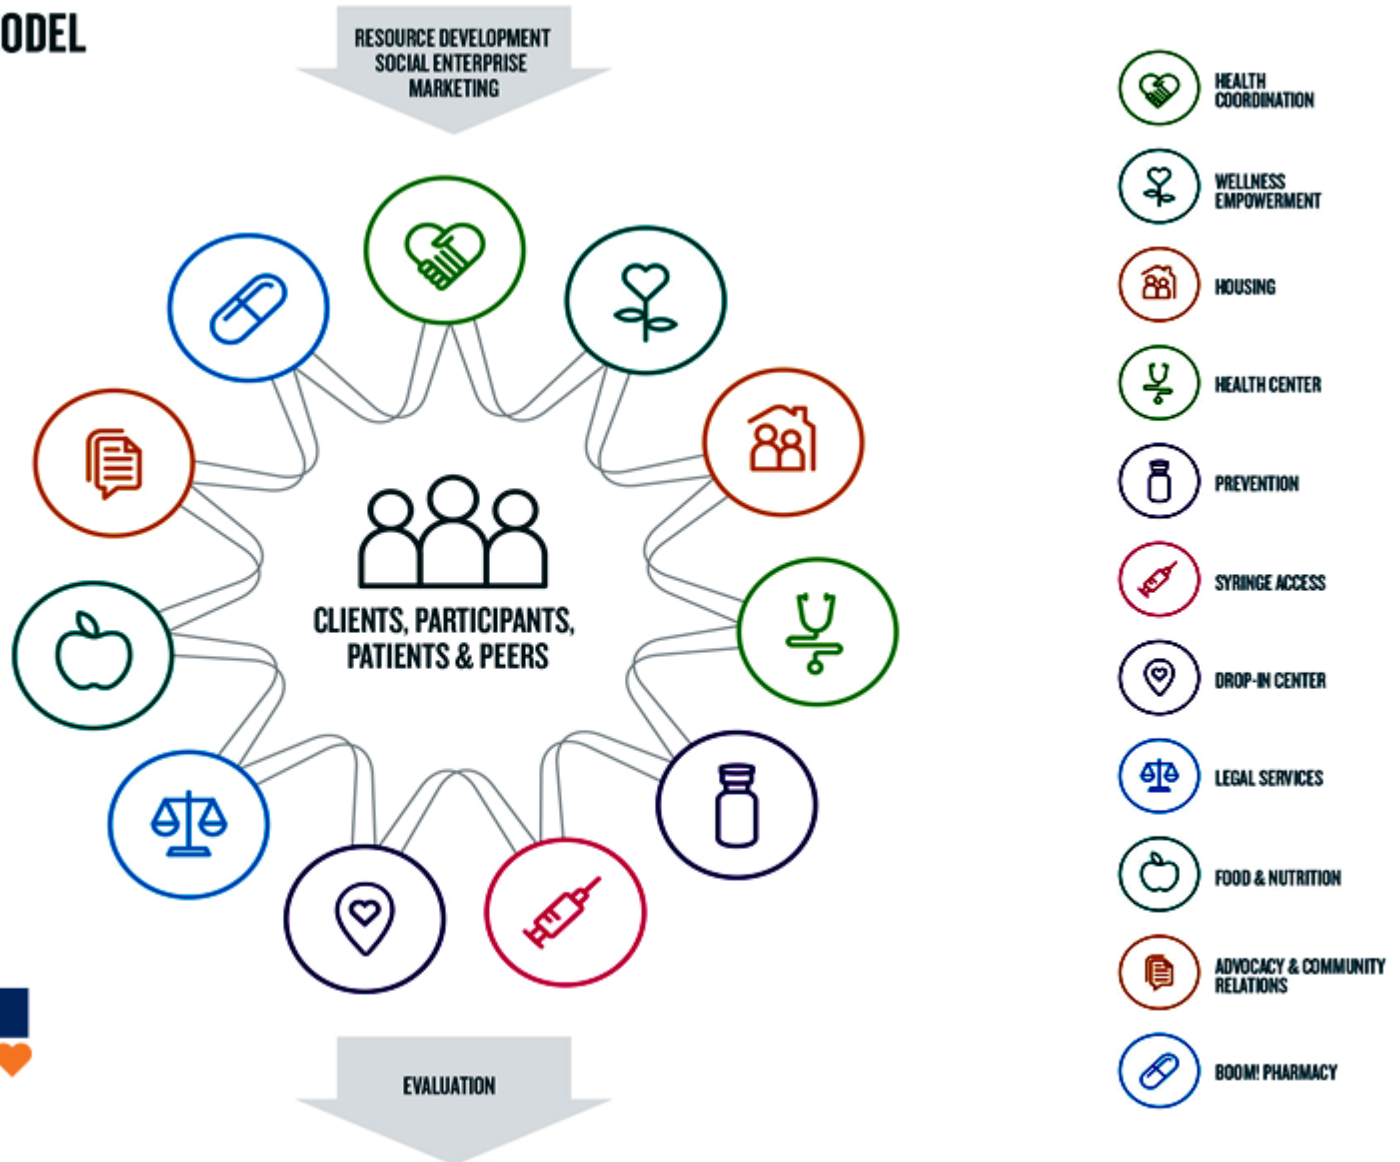 ODEL
RESOURCE DEVELOPMENT
SOCIAL ENTERPRISE
MARKETING
CLIENTS, PARTICIPANTS,
PATIENTS & PEERS
EVALUATION
HEALTH
COORDINATION
WELLNESS
EMPOWERMENT
HOUSING
HEALTH CENTER
PREVENTION
SYRINGE ACCESS
DROP-IN CENTER
LEGAL SERVICES
FOOD & NUTRITION
ADVOCACY & COMMUNITY
RELATIONS
BOOM! PHARMACY